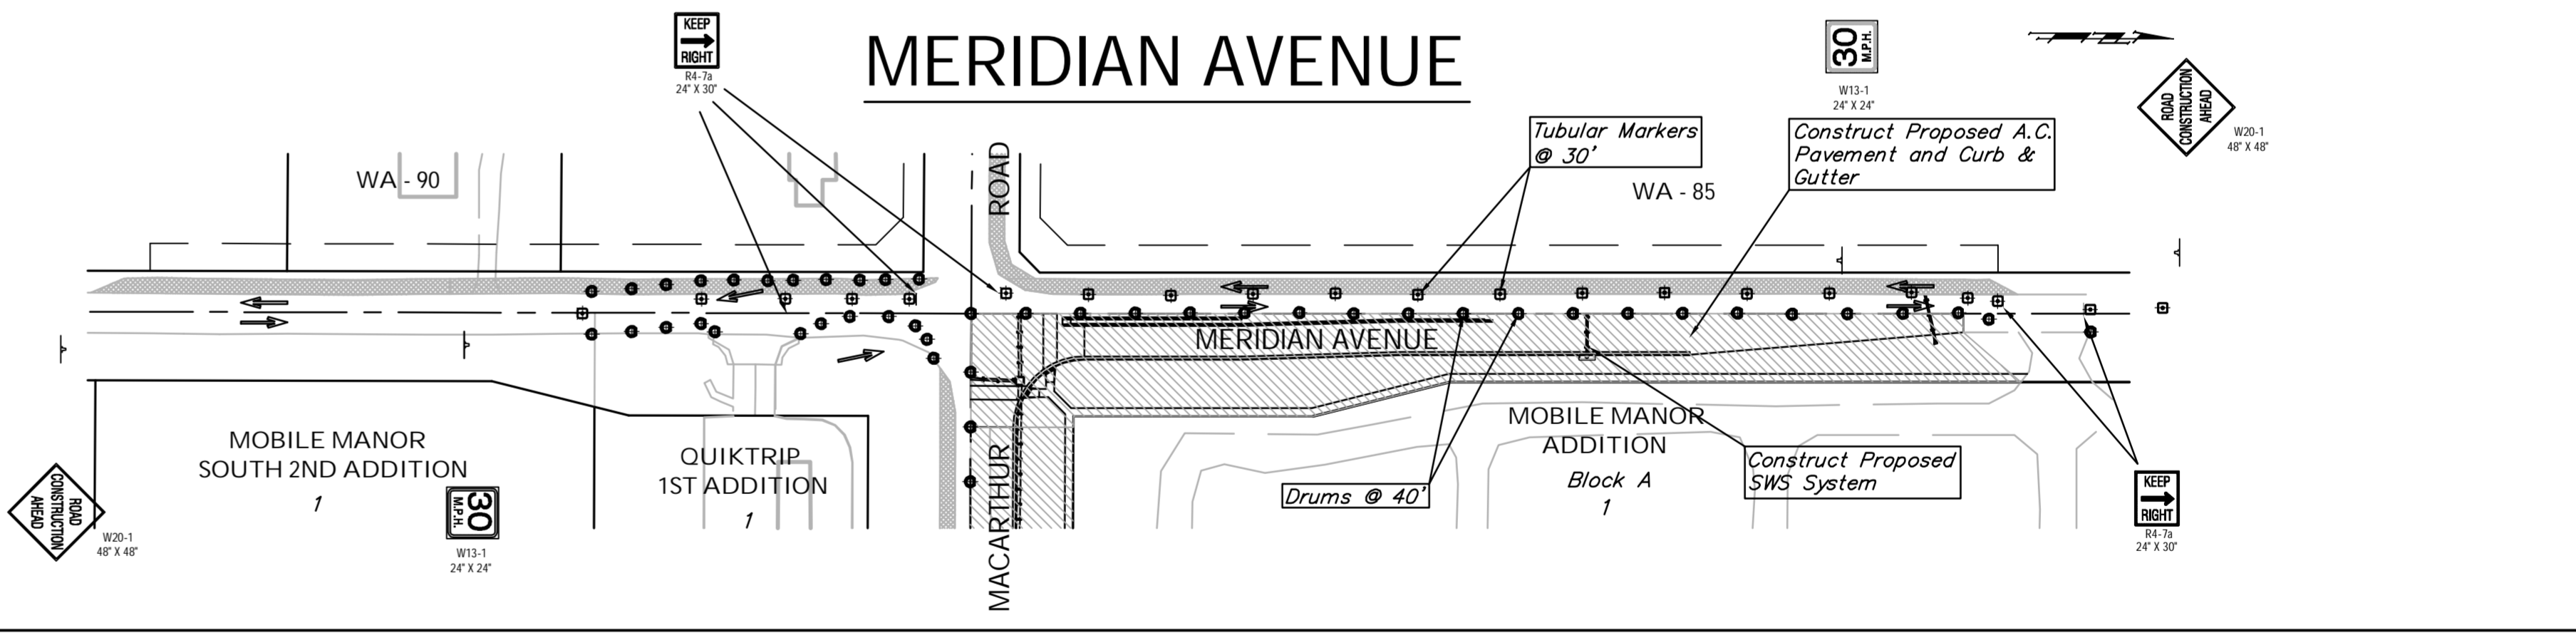 KEEP
RIGHT
R4-7a
24" X 30"
MERIDIAN AVENUE
30
M.P.H.
W13-1
24" X 24"
ROAD
CONSTRUCTION
AHEAD
W20-1
48" X 48"
Tubular Markers
@ 30'
Construct Proposed A.C.
Pavement and Curb &
Gutter
WA - 90
ROAD
WA - 85
MERIDIAN AVENUE
MOBILE MANOR
SOUTH 2ND ADDITION
1
QUIKTRIP
1ST ADDITION
1
MACARTHUR
Drums @ 40'
MOBILE MANOR
ADDITION
Block A
1
Construct Proposed
SWS System
ROAD
CONSTRUCTION
AHEAD
W20-1
48" X 48"
30
M.P.H.
W13-1
24" X 24"
KEEP
RIGHT
R4-7a
24" X 30"